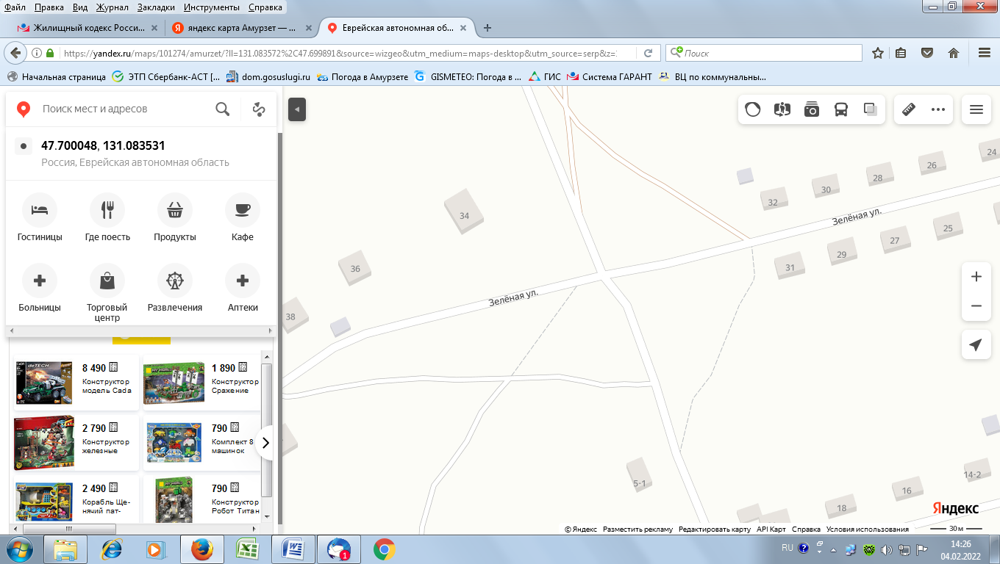 Файл Правка Вид Журнал Закладки Инструменты Справка
Жилищный кодекс Росси...
Я яндекс карта Амурзет — ...
Еврейская автономная об...
https://yandex.ru/maps/101274/amurzet/?ll=131.083572%2C47.699891&source=wizgeo&utm_medium=maps-desktop&utm_source=serp&z=
Поиск
Начальная страница
ЭТП Сбербанк-АСТ [...
dom.gosuslugi.ru
Погода в Амурзете
GISMETEO: Погода в ...
ГИС
Система ГАРАНТ
ВЦ по коммунальны...
Поиск мест и адресов
47.700048, 131.083531
Россия, Еврейская автономная область
Гостиницы
Где поесть
Продукты
Кафе
Больницы
Торговый
центр
Развлечения
Аптеки
8 490
Конструктор
модель Cada
1 890
Конструктор
Сражение
2 790
Конструктор
железные
790
Комплект 8
машинок
2 490
Корабль Ще-
нячий пат-
790
Конструктор
Робот Титан
24
26
28
30
32
34
36
38
Зелёная ул.
25
27
29
31
Зелёная ул.
5-1
14-2
16
18
Яндекс
© Яндекс Разместить рекламу Редактировать карту API Карт Справка Условия использования
30 м
RU
1
14:26
04.02.2022